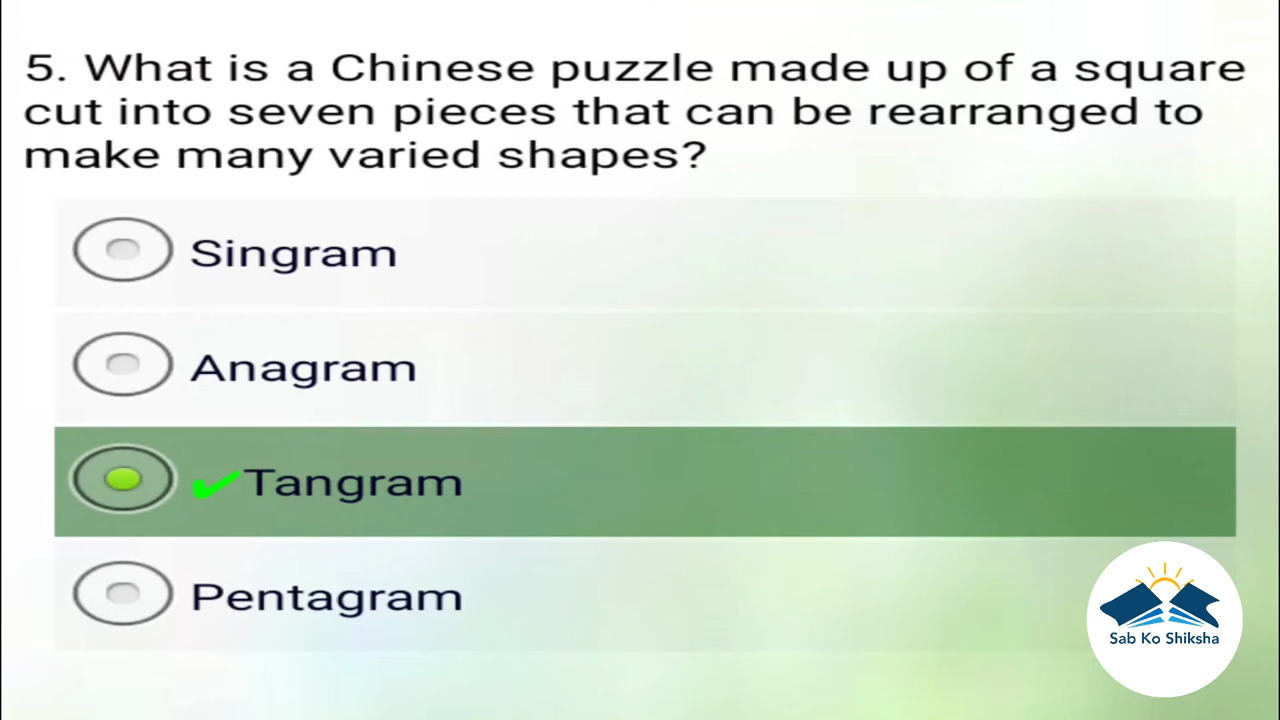 5. What is a Chinese puzzle made up of a square
cut into seven pieces that can be rearranged to
make many varied shapes?
Singram
Anagram
✔Tangram
Pentagram
Sab Ko Shiksha